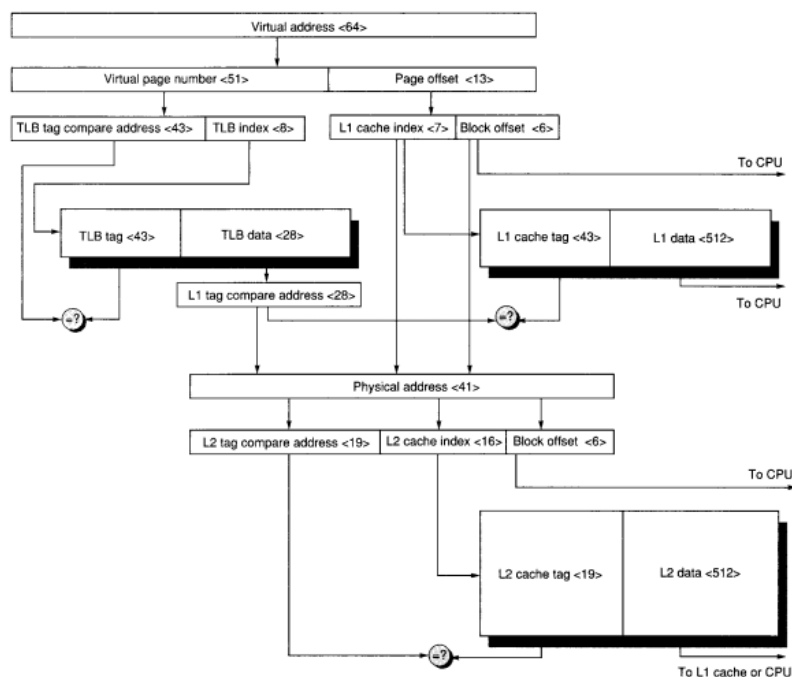 Virtual address <64>
Virtual page number <51> Page offset <13>
TLB tag compare address <43> TLB index <8> L1 cache index <7> Block offset <6>
To CPU
TLB tag <43> TLB data <28> L1 cache tag <43> L1 data <512>
L1 tag compare address <28>
To CPU
=? =?
Physical address <41>
L2 tag compare address <19> L2 cache index <16> Block offset <6>
To CPU
L2 cache tag <19> L2 data <512>
=?
To L1 cache or CPU